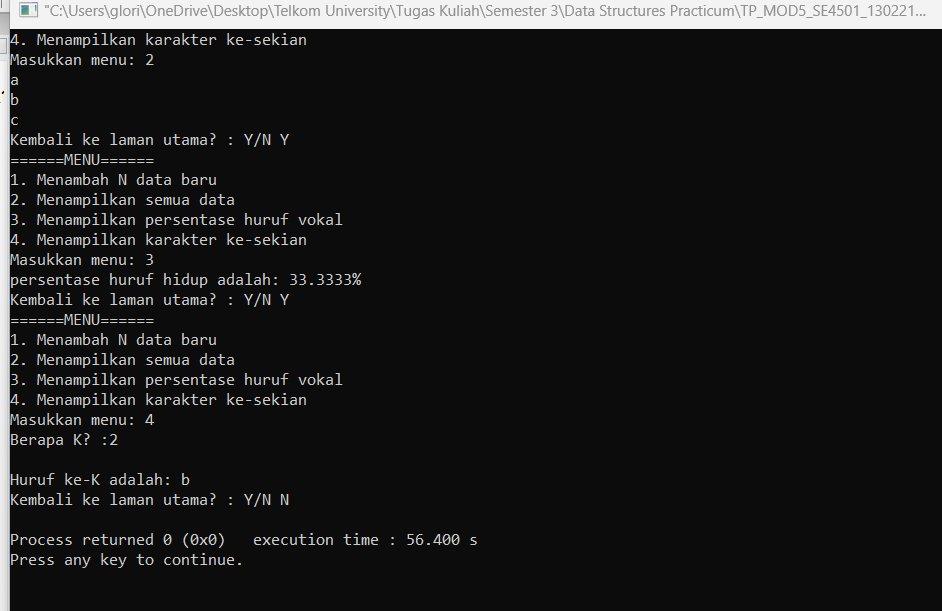 "C:\Users\glori\OneDrive\Desktop\Telkom University\Tugas Kuliah\Semester 3\Data Structures Practicum\TP_MOD5_SE4501_130221...
4. Menampilkan karakter ke-sekian
Masukkan menu: 2
a
b
c
Kembali ke laman utama? : Y/N Y
======MENU======
1. Menambah N data baru
2. Menampilkan semua data
3. Menampilkan persentase huruf vokal
4. Menampilkan karakter ke-sekian
Masukkan menu: 3
persentase huruf hidup adalah: 33.3333%
Kembali ke laman utama? : Y/N Y
======MENU======
1. Menambah N data baru
2. Menampilkan semua data
3. Menampilkan persentase huruf vokal
4. Menampilkan karakter ke-sekian
Masukkan menu: 4
Berapa K? :2
Huruf ke-K adalah: b
Kembali ke laman utama? : Y/N N
Process returned 0 (0x0)   execution time : 56.400 s
Press any key to continue.